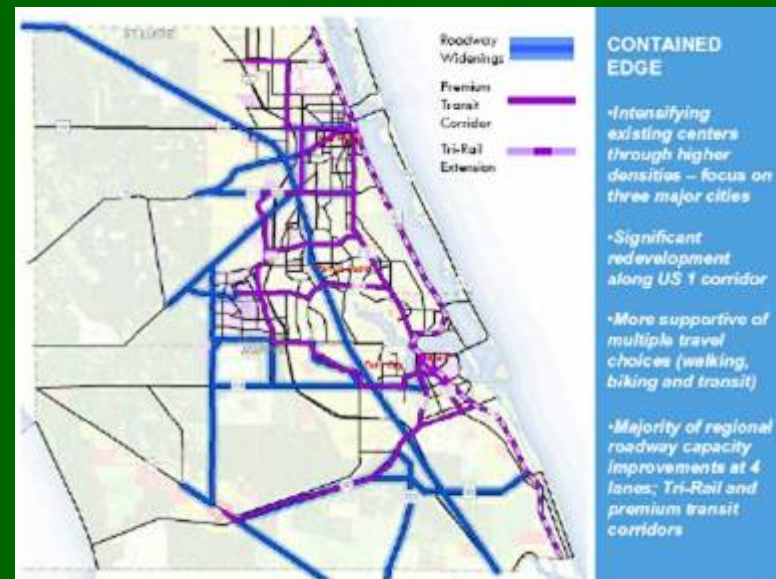 ST LUCIE
Roadway
Widenings
Premium
Transit
Corridor
Tri-Rail
Extension
CONTAINED
EDGE
•Intensifying
existing centers
through higher
densities – focus on
three major cities
•Significant
redevelopment
along US 1 corridor
•More supportive of
multiple travel
choices (walking,
biking and transit)
•Majority of regional
roadway capacity
improvements at 4
lanes; Tri-Rail and
premium transit
corridors